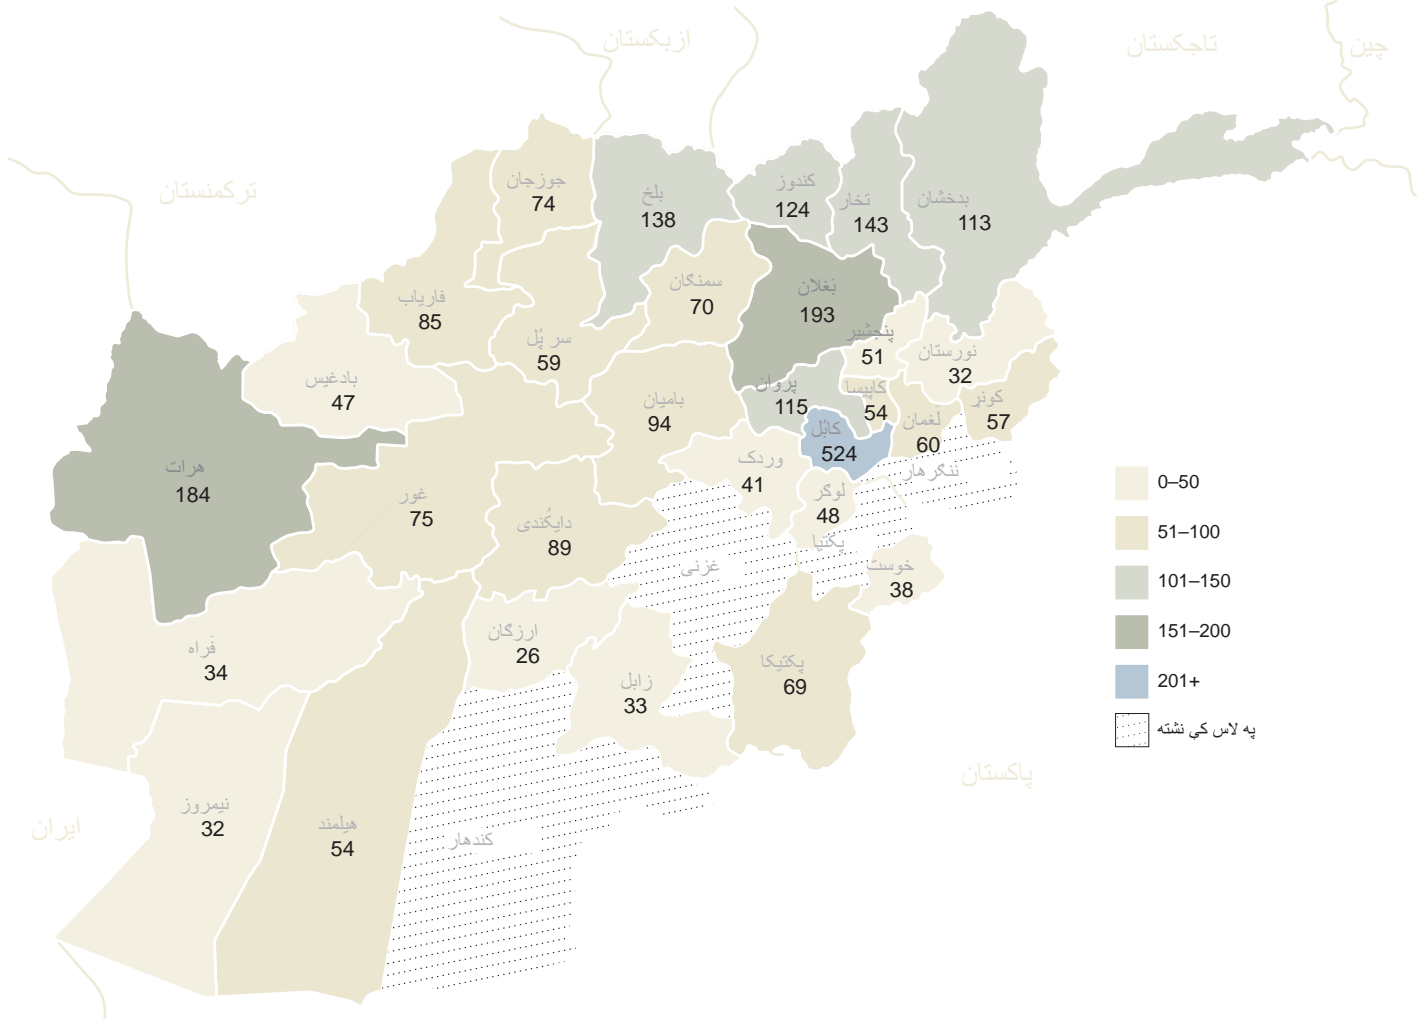 ازبکستان
تاجکستان
چین
ترکمنستان
جوزجان
74
بلخ
138
کندوز
124
تخار
143
بدخشان
113
فاریاب
85
سمنګان
70
بَغلان
193
سر پُل
59
پنجشیر
51
نورستان
32
بادغیس
47
بامیان
94
پروان
115
کاپیسا
54
کونړ
57
لغمان
60
کابُل
524
هرات
184
وردک
41
ننګرهار
غور
75
لوګر
48
دایکُندی
89
پکتیا
غزنی
خوست
38
ارزګان
26
فَراه
34
زابل
33
پکتیکا
69
نیمروز
32
هیلمند
54
کندهار
ایران
پاکستان
0–50
51–100
101–150
151–200
201+
په لاس کې نشته